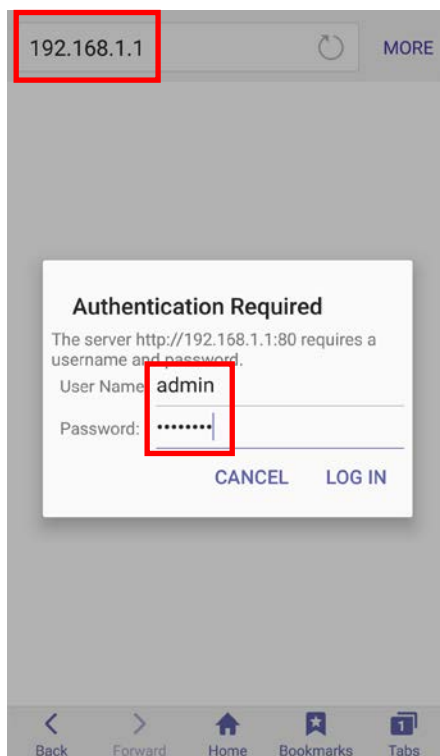 192.168.1.1 MORE
Authentication Required
The server http://192.168.1.1:80 requires a
username and password.
User Name: admin
Password: ••••••••
CANCEL LOG IN
1
Back Forward Home Bookmarks Tabs